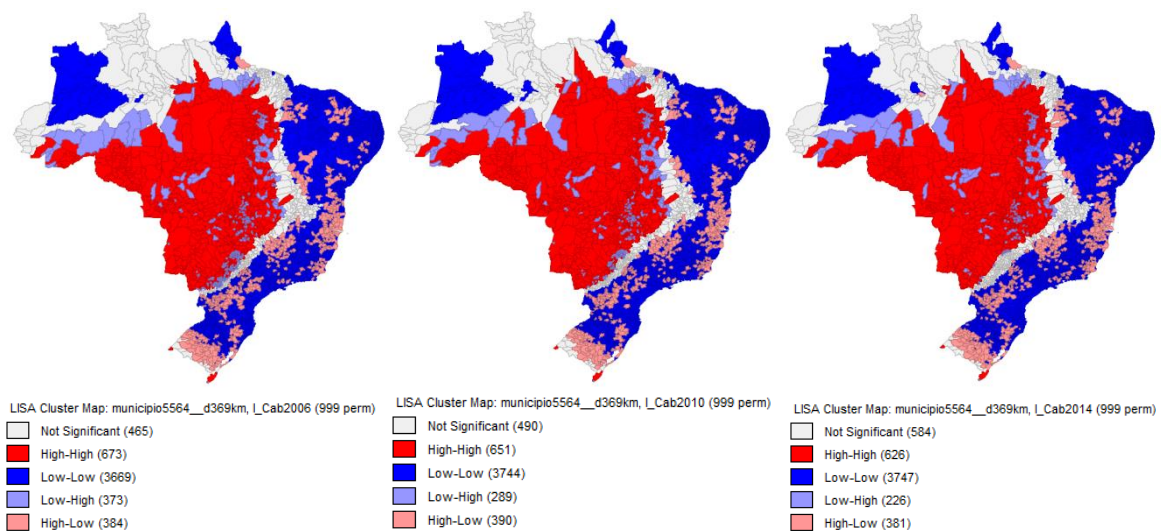 LISA Cluster Map: municipio5564__d369km, I_Cab2006 (999 perm)
Not Significant (465)
High-High (673)
Low-Low (3669)
Low-High (373)
High-Low (384)
LISA Cluster Map: municipio5564__d369km, I_Cab2010 (999 perm)
Not Significant (490)
High-High (651)
Low-Low (3744)
Low-High (289)
High-Low (390)
LISA Cluster Map: municipio5564__d369km, I_Cab2014 (999 perm)
Not Significant (584)
High-High (626)
Low-Low (3747)
Low-High (226)
High-Low (381)